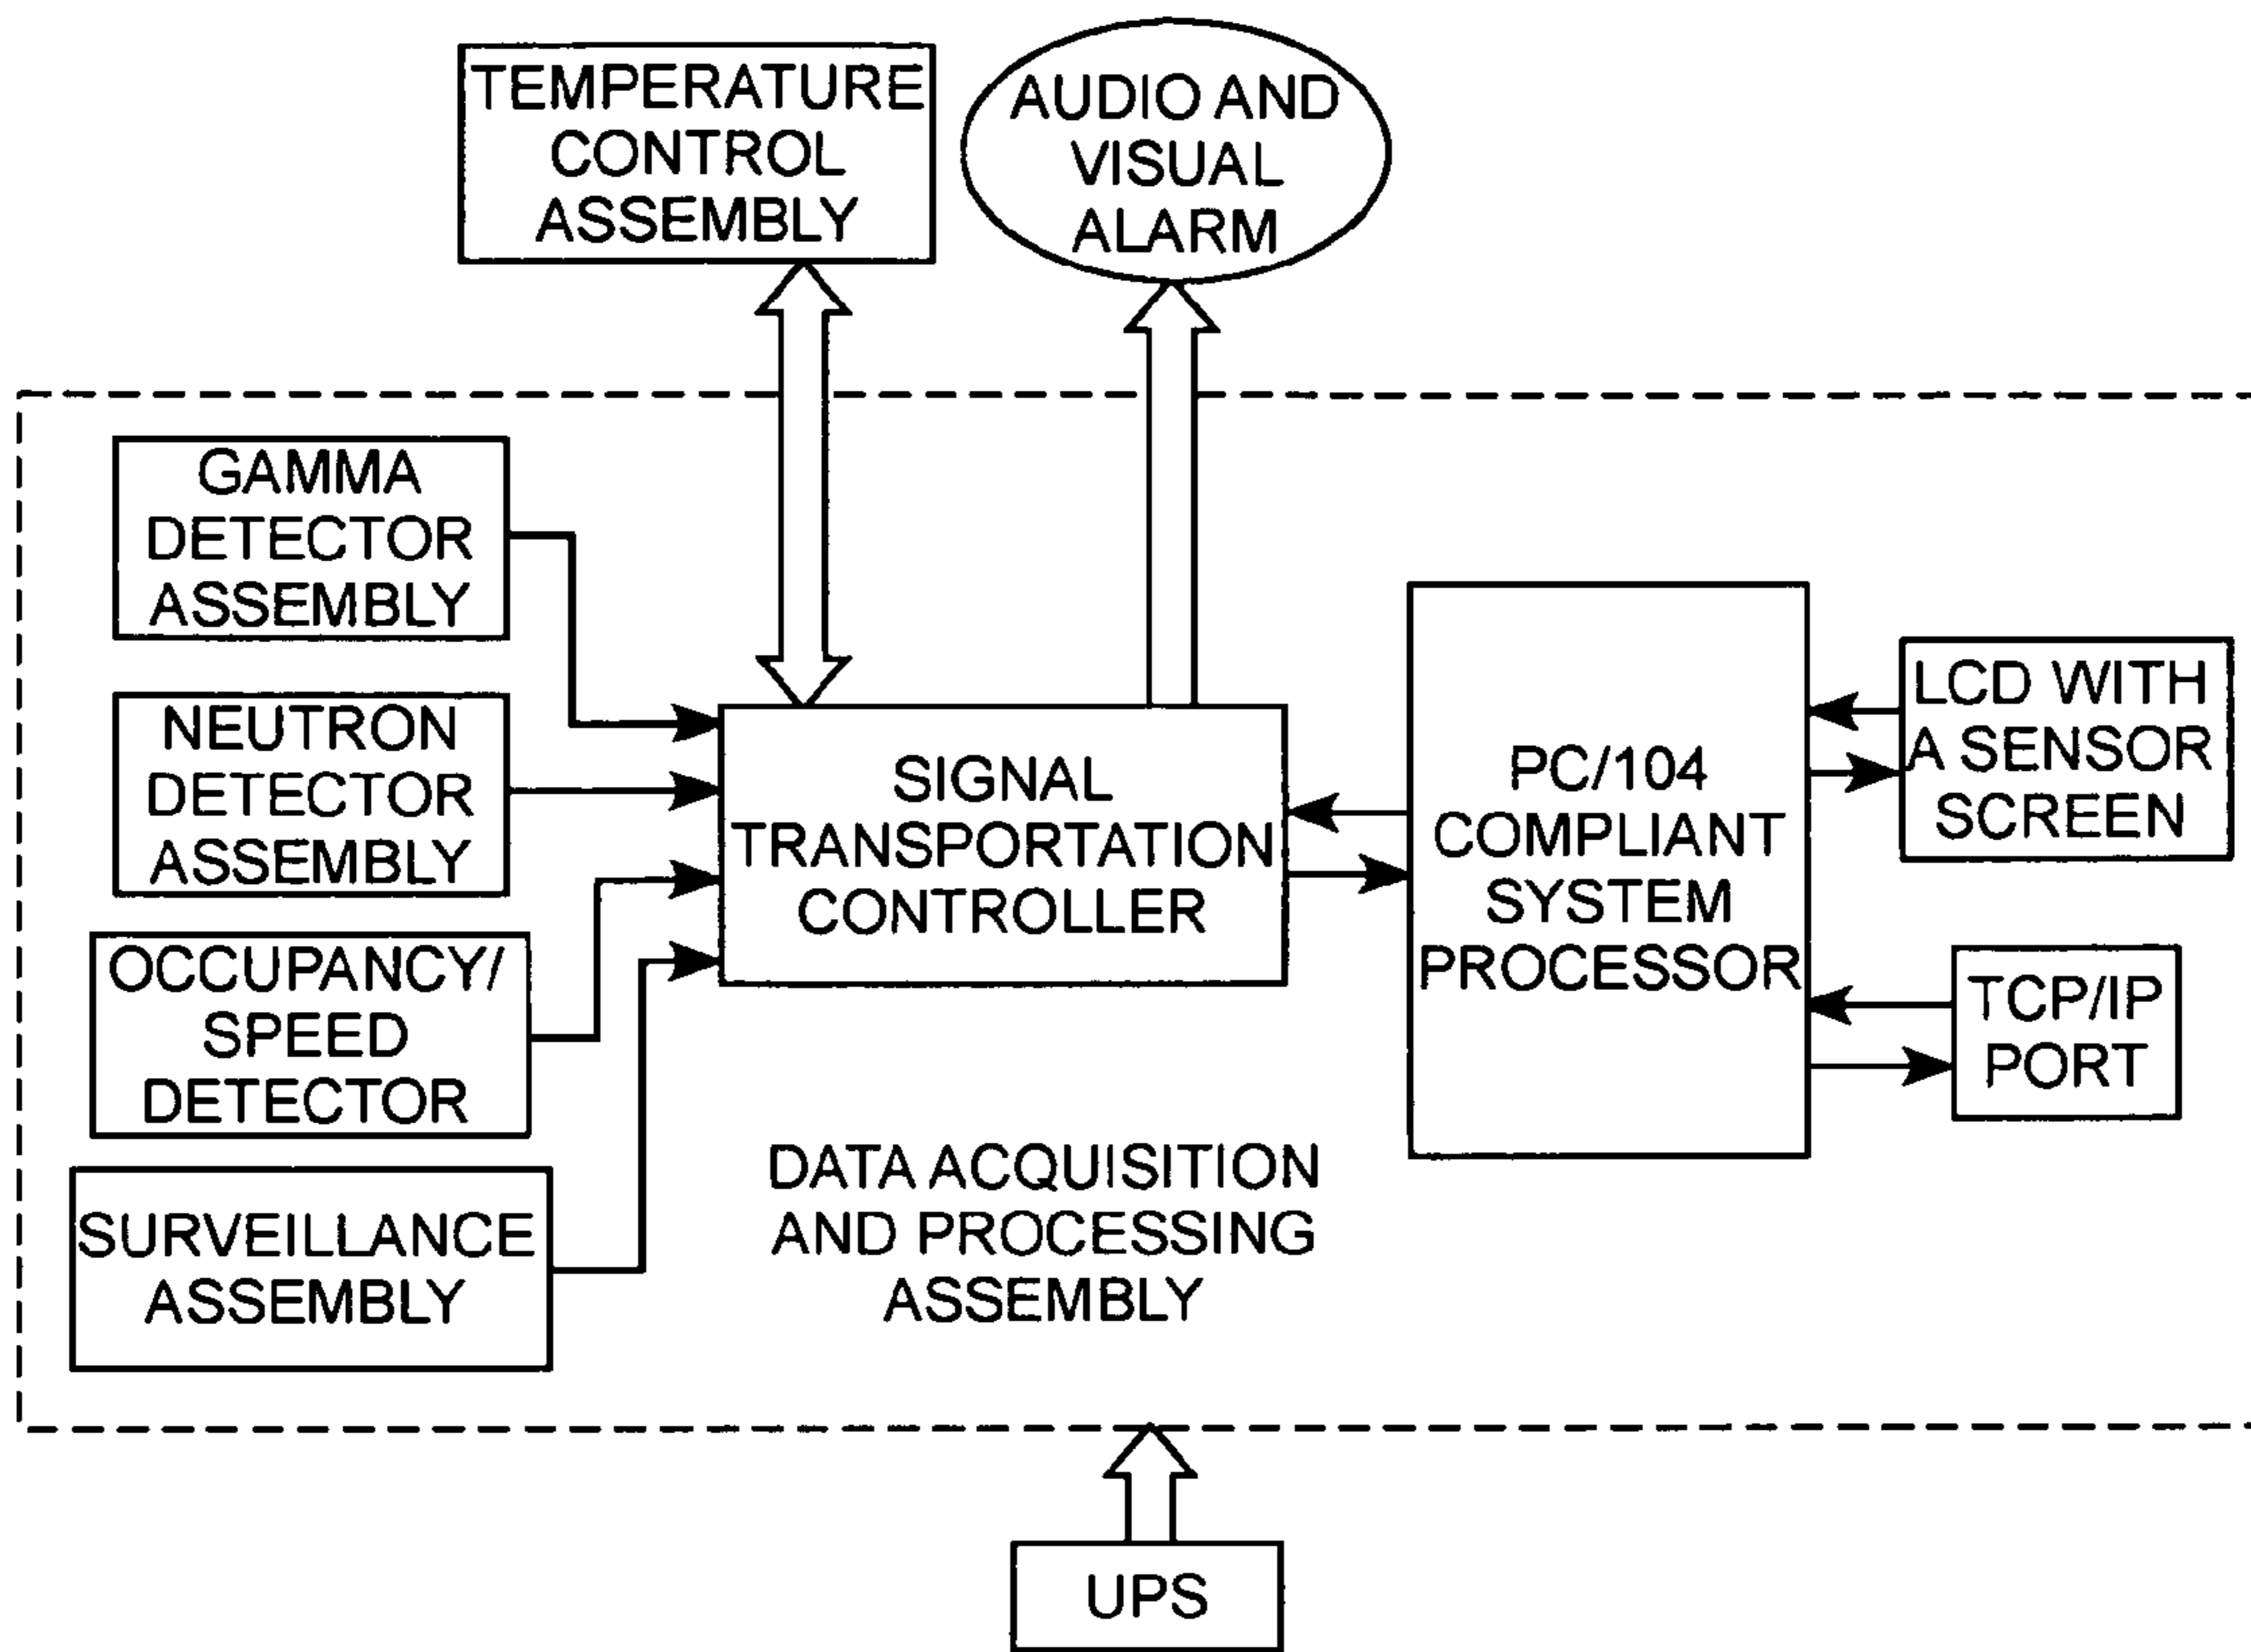 TEMPERATURE
CONTROL
ASSEMBLY
AUDIO AND
VISUAL
ALARM
GAMMA
DETECTOR
ASSEMBLY
NEUTRON
DETECTOR
ASSEMBLY
OCCUPANCY/
SPEED
DETECTOR
SURVEILLANCE
ASSEMBLY
SIGNAL
TRANSPORTATION
CONTROLLER
DATA ACQUISITION
AND PROCESSING
ASSEMBLY
PC/104
COMPLIANT
SYSTEM
PROCESSOR
LCD WITH
A SENSOR
SCREEN
TCP/IP
PORT
UPS